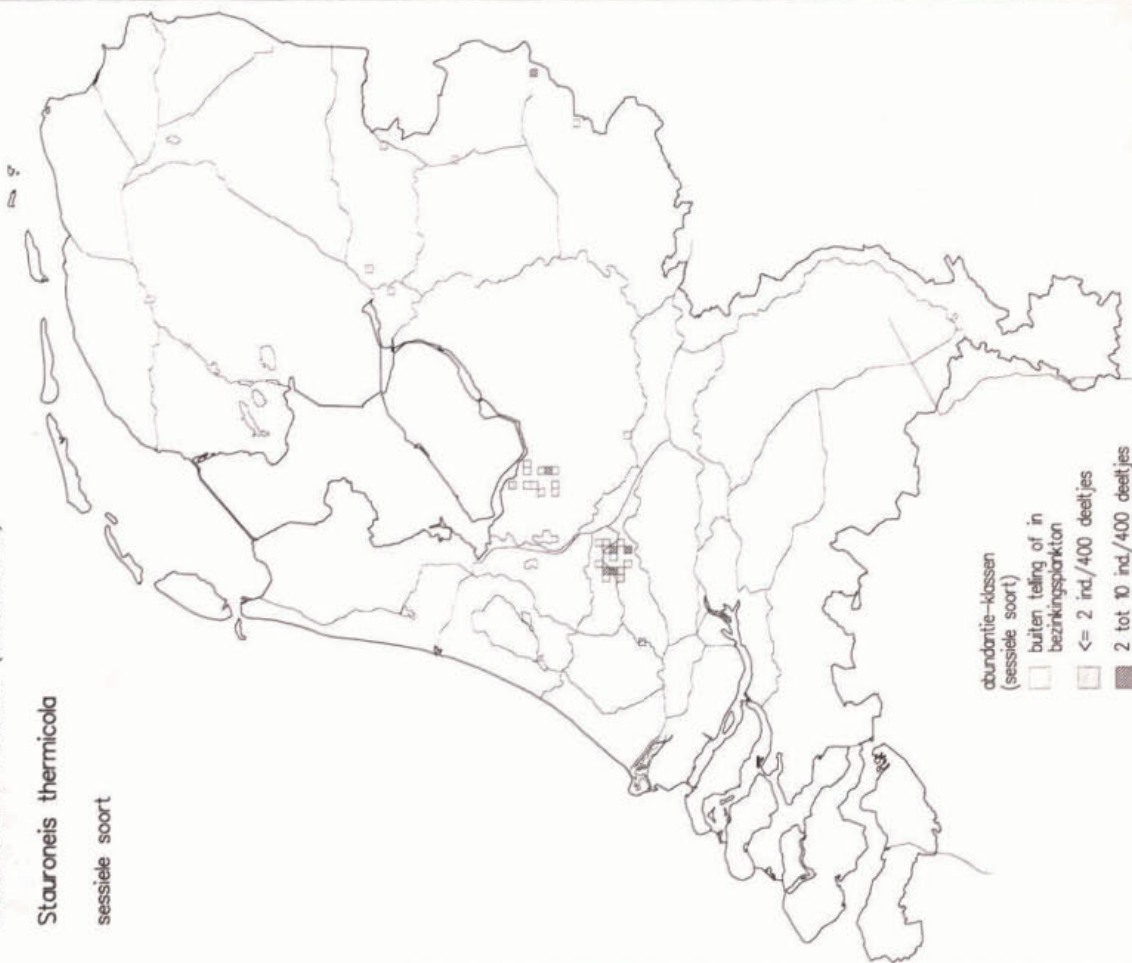 Stauroneis thermicola
sessiele soort
abundantie-klassen
(sessiele soort)
buiten telling of in
bezinkingsplankton
<= 2 ind./400 deeltjes
2 tot 10 ind./400 deeltjes